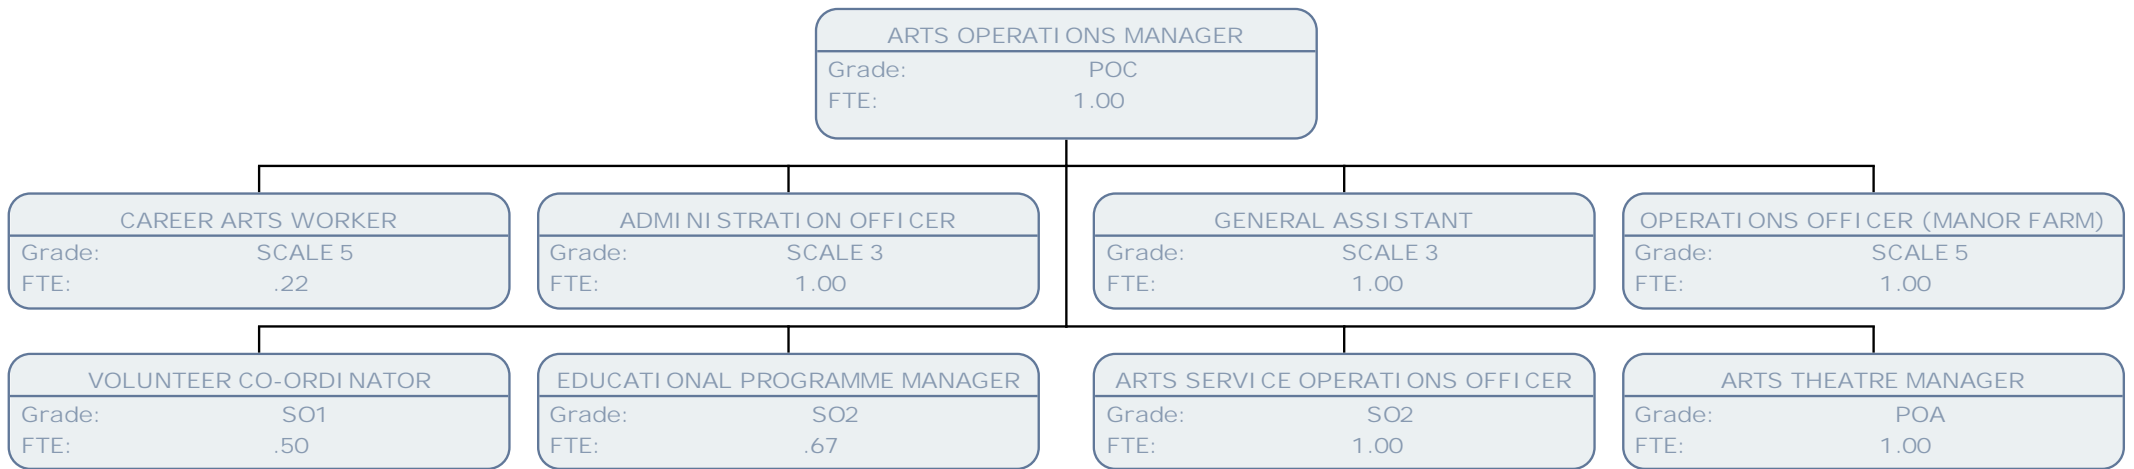 ARTS OPERATIONS MANAGER
Grade: POC
FTE: 1.00
CAREER ARTS WORKER
Grade: SCALE 5
FTE: .22
ADMINISTRATION OFFICER
Grade: SCALE 3
FTE: 1.00
GENERAL ASSISTANT
Grade: SCALE 3
FTE: 1.00
OPERATIONS OFFICER (MANOR FARM)
Grade: SCALE 5
FTE: 1.00
VOLUNTEER CO-ORDINATOR
Grade: SO1
FTE: .50
EDUCATIONAL PROGRAMME MANAGER
Grade: SO2
FTE: .67
ARTS SERVICE OPERATIONS OFFICER
Grade: SO2
FTE: 1.00
ARTS THEATRE MANAGER
Grade: POA
FTE: 1.00